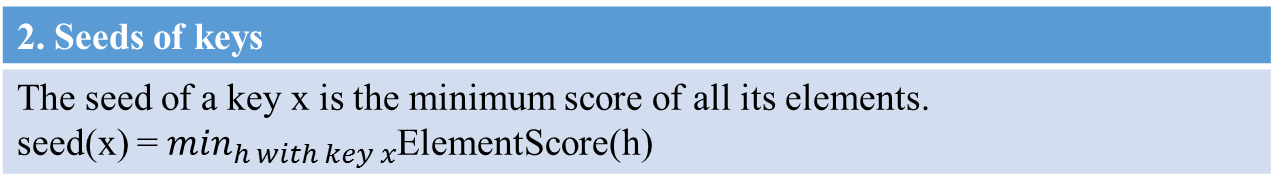 2. Seeds of keys
The seed of a key x is the minimum score of all its elements.
seed(x) = min_{h with key x}ElementScore(h)